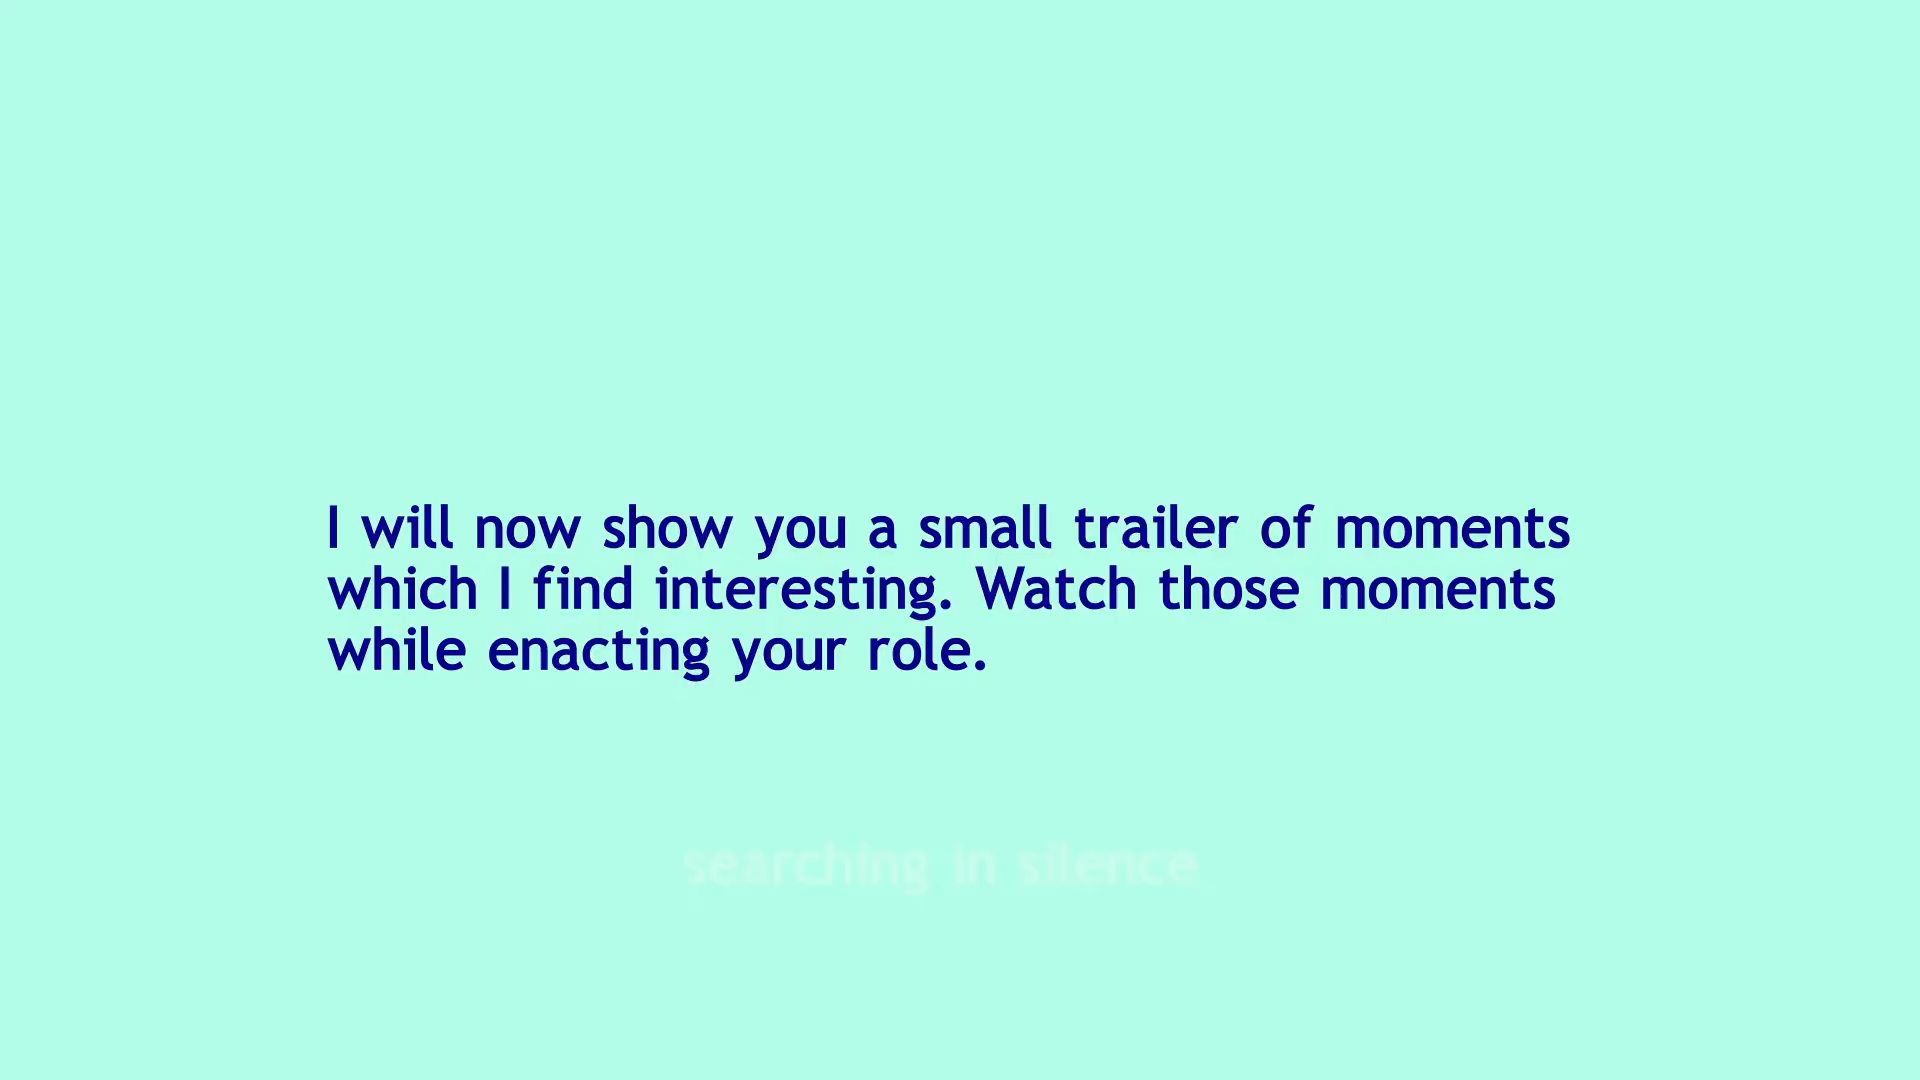 I will now show you a small trailer of moments
which I find interesting. Watch those moments
while enacting your role.
searching in silence